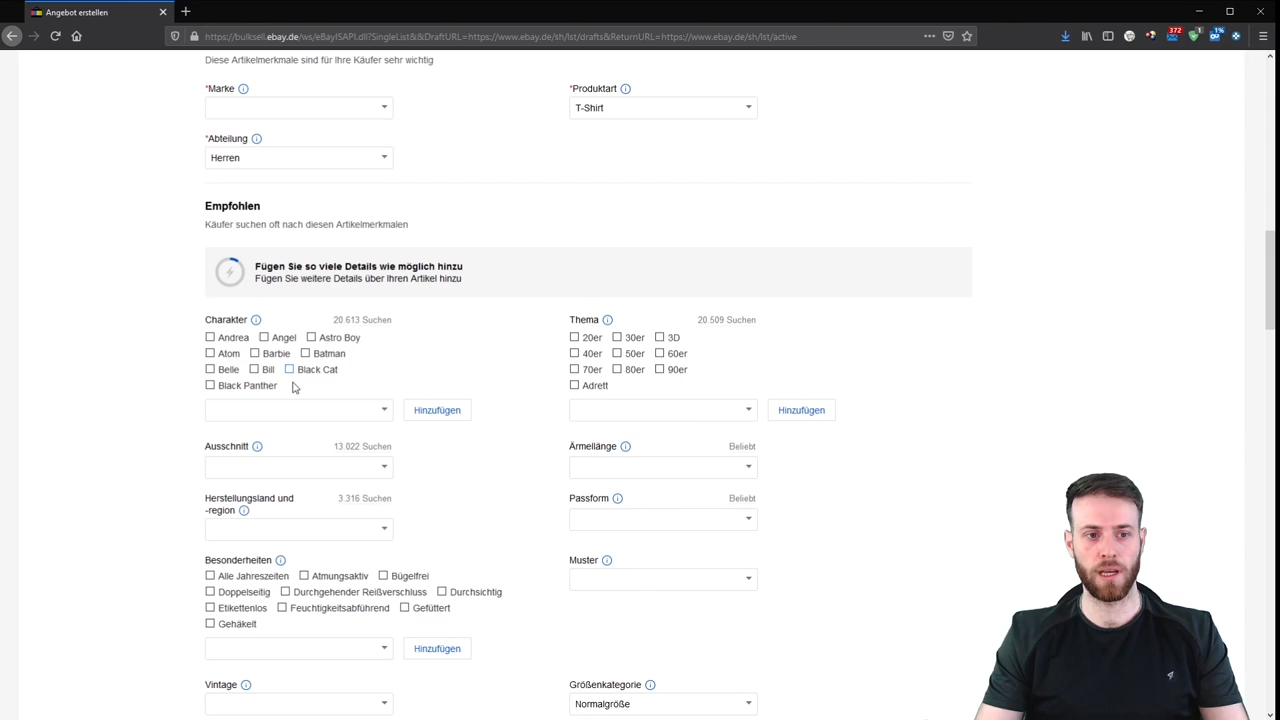 Angebot erstellen
https://bulksell.ebay.de/ws/eBayISAPI.dll?SingleList&&DraftURL=https://www.ebay.de/sh/lst/drafts&ReturnURL=https://www.ebay.de/sh/lst/active
372 1 1%
Diese Artikelmerkmale sind für Ihre Käufer sehr wichtig
*Marke *Produktart
T-Shirt
*Abteilung
Herren
Empfohlen
Käufer suchen oft nach diesen Artikelmerkmalen
Fügen Sie so viele Details wie möglich hinzu
Fügen Sie weitere Details über Ihren Artikel hinzu
Charakter 20.613 Suchen Thema 20.509 Suchen
Andrea Angel Astro Boy 20er 30er 3D
Atom Barbie Batman 40er 50er 60er
Belle Bill Black Cat 70er 80er 90er
Black Panther Adrett
Hinzufügen Hinzufügen
Ausschnitt 13.022 Suchen Ärmellänge Beliebt
Herstellungsland und 3.316 Suchen Passform Beliebt
-region
Besonderheiten Muster
Alle Jahreszeiten Atmungsaktiv Bügelfrei
Doppelseitig Durchgehender Reißverschluss Durchsichtig
Etikettenlos Feuchtigkeitsabführend Gefüttert
Gehäkelt
Hinzufügen
Vintage Größenkategorie
Normalgröße